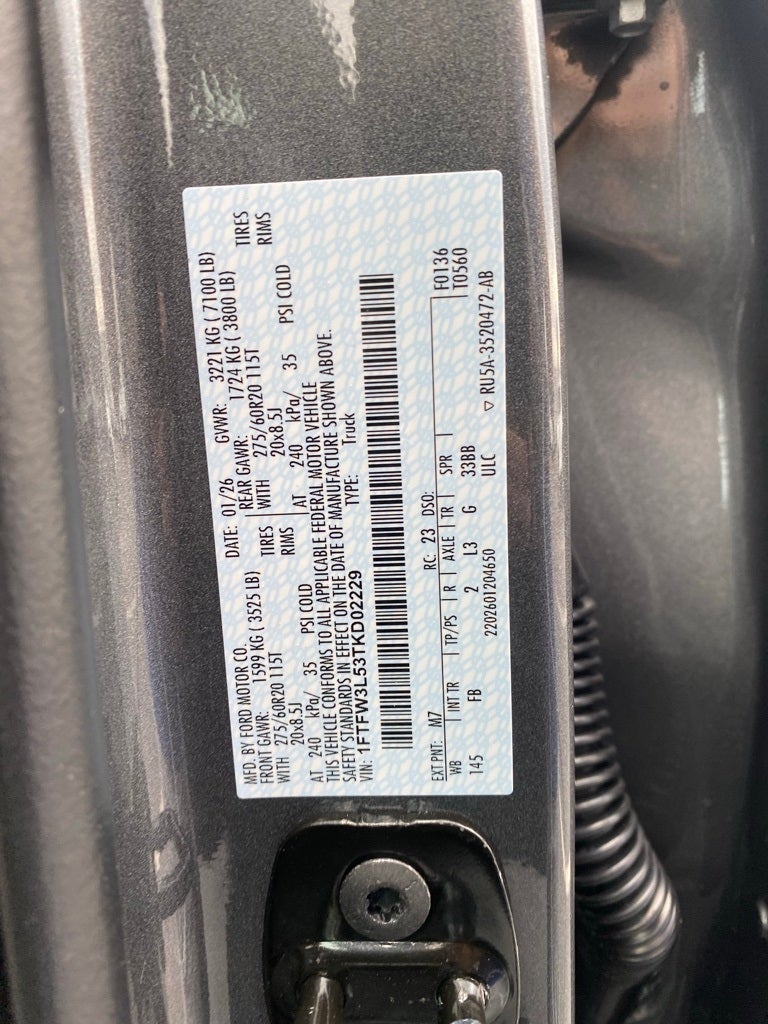 MFD. BY FORD MOTOR CO.
DATE: 01/26 GVWR: 3221 KG ( 7100 LB)
FRONT GAWR: 1599 KG ( 3525 LB)
REAR GAWR: 1724 KG ( 3800 LB)
WITH 275/60R20 115T TIRES
WITH 275/60R20 115T TIRES
20x8.5J RIMS
20x8.5J RIMS
AT 240 kPa/ 35 PSI COLD
AT 240 kPa/ 35 PSI COLD
THIS VEHICLE CONFORMS TO ALL APPLICABLE FEDERAL MOTOR VEHICLE
SAFETY STANDARDS IN EFFECT ON THE DATE OF MANUFACTURE SHOWN ABOVE.
VIN: 1FTFW3L53TKD02229 TYPE: Truck
EXT PNT: M7 RC: 23 DSO: F0136
WB INT TR TP/PS R AXLE TR SPR T0560
145 FB 2 L3 G 33BB
2202601204650 ULC ▽ RU5A-3520472-AB